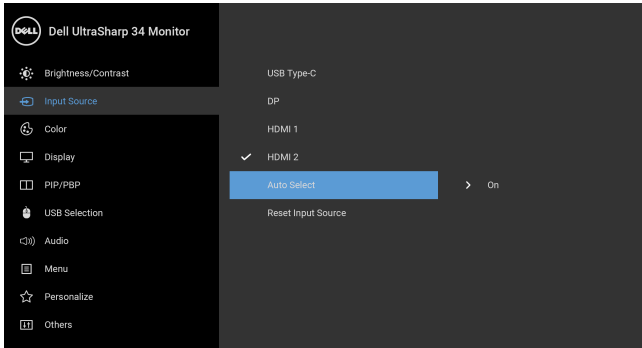 DELL Dell UltraSharp 34 Monitor
Brightness/Contrast
Input Source
Color
Display
PIP/PBP
USB Selection
Audio
Menu
Personalize
Others
USB Type-C
DP
HDMI 1
HDMI 2
Auto Select On
Reset Input Source